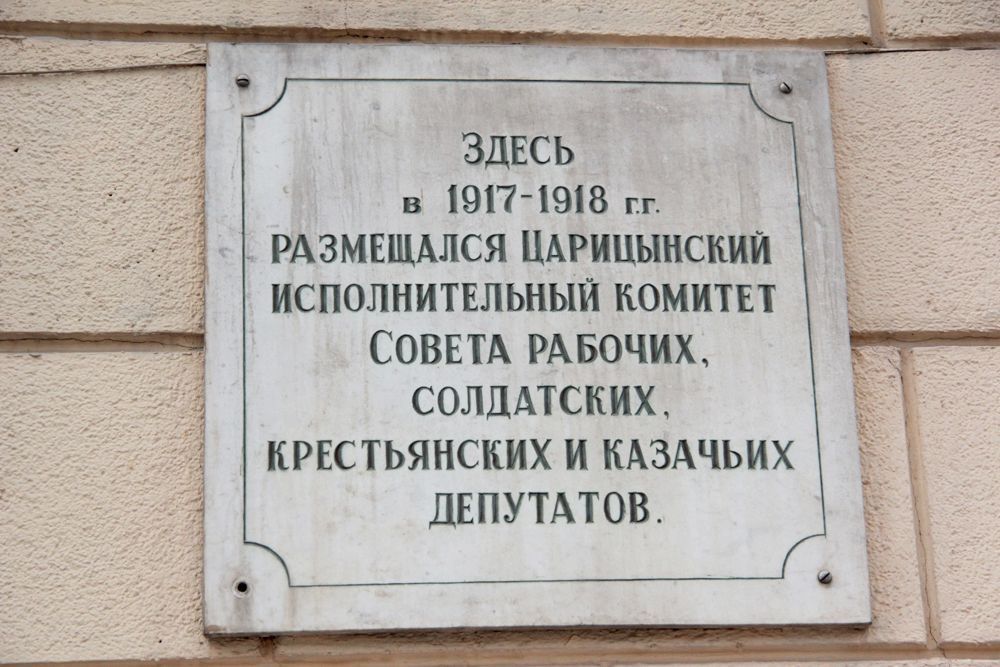 Здесь
в 1917-1918 г.г.
размещался Царицынский
исполнительный комитет
Совета рабочих,
солдатских,
крестьянских и казачьих
депутатов.